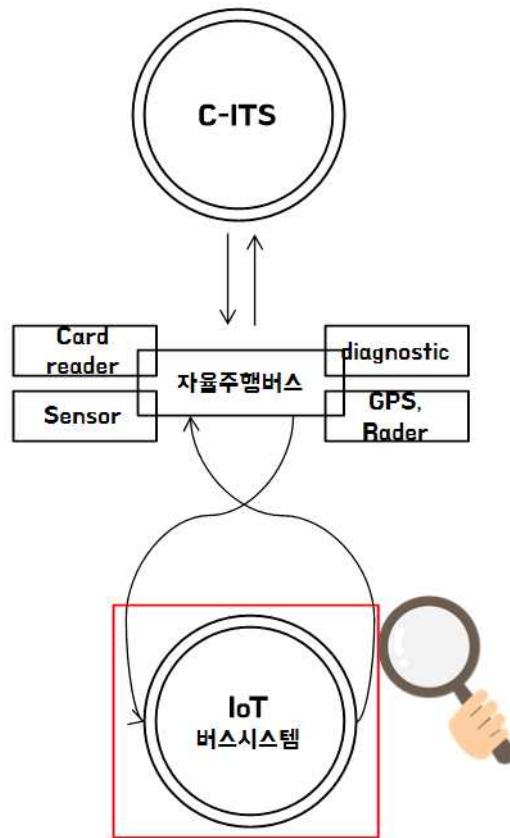 C-ITS
Card
reader
diagnostic
자율주행버스
Sensor
GPS,
Rader
IoT
버스시스템